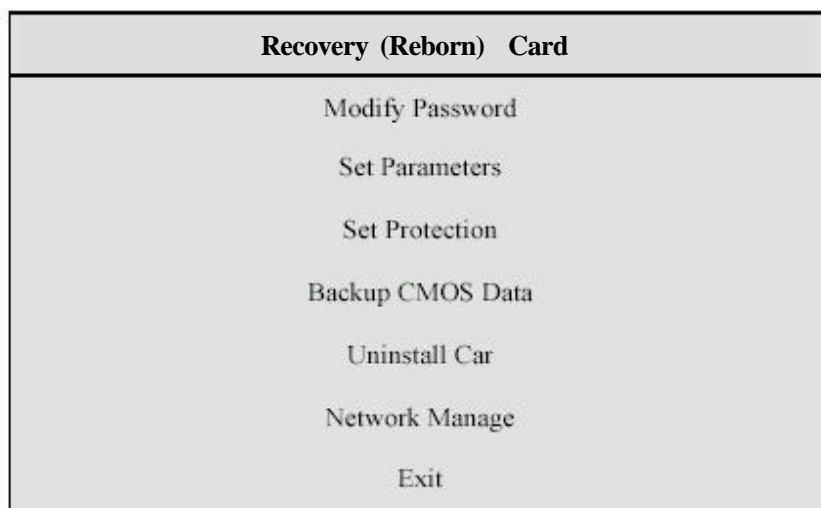 Recovery (Reborn) Card
Modify Password
Set Parameters
Set Protection
Backup CMOS Data
Uninstall Car
Network Manage
Exit